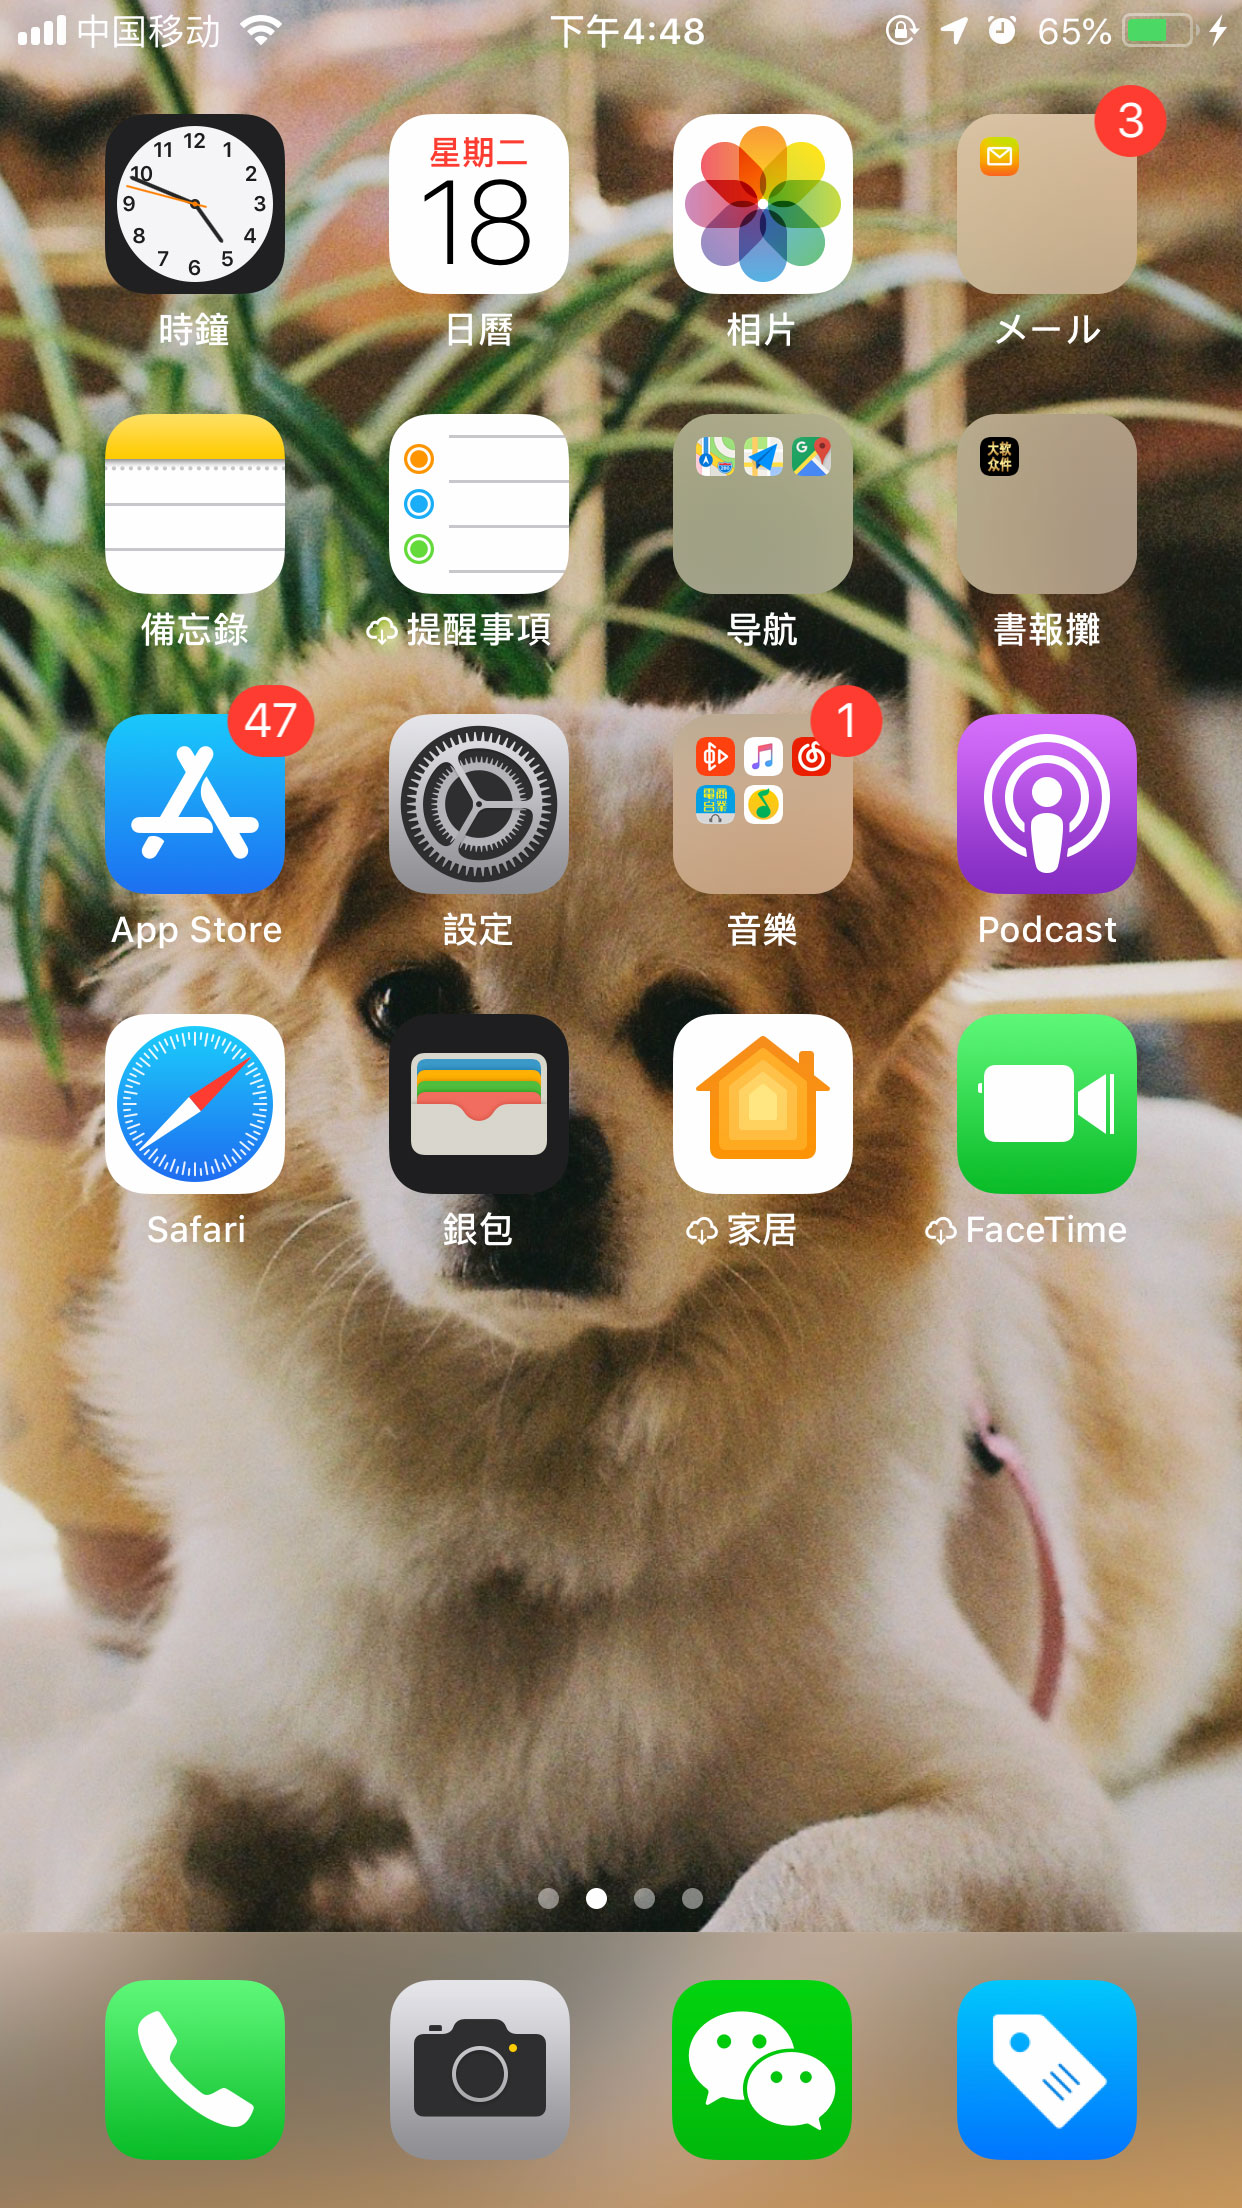 中国移动 下午4:48 65%
12
11 1
10 2
9 3
8 4
7 5
6
星期二
18
3
時鐘 日曆 相片 メール
G
大软
众件
備忘錄 提醒事項 导航 書報攤
47
1
電商
台業
App Store 設定 音樂 Podcast
Safari 銀包 家居 FaceTime